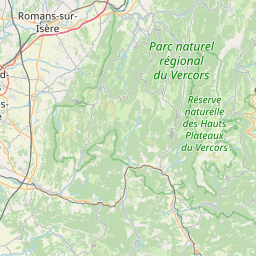 Romans-sur-
Isère
Parc naturel
régional
du Vercors
Réserve
naturelle
des Hauts
Plateaux
du Vercors